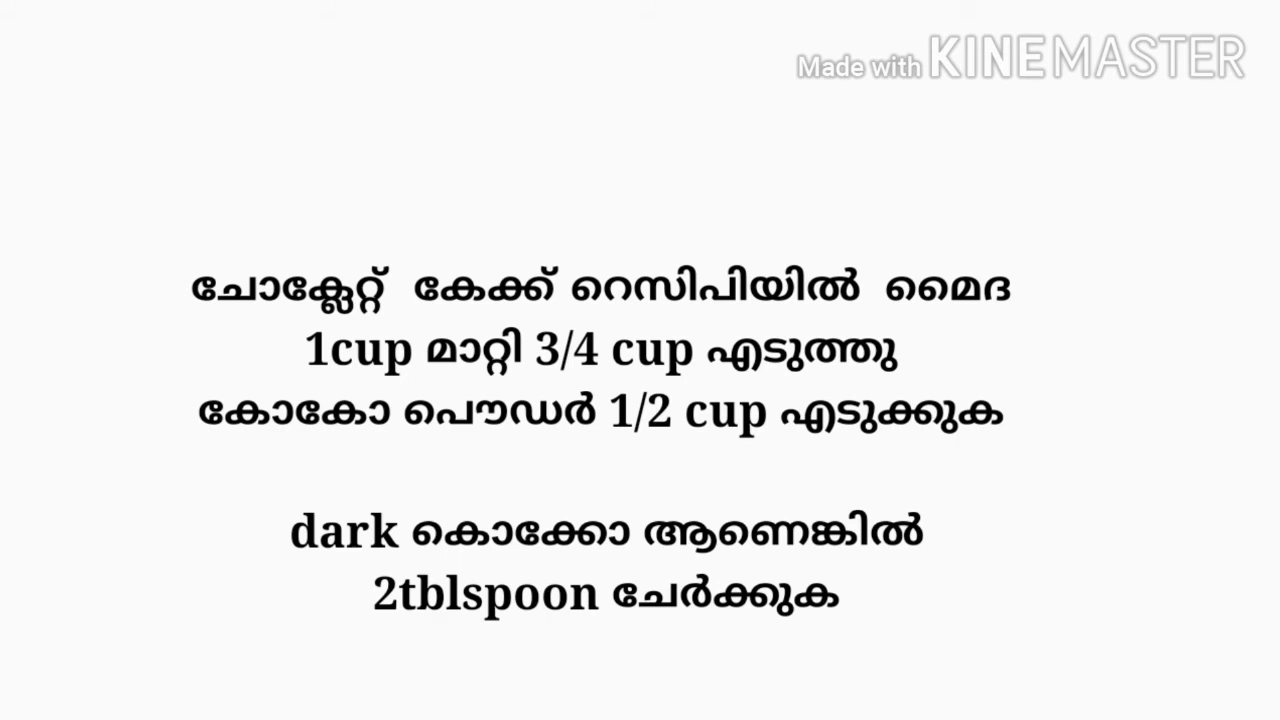 Made with KINEMASTER
ചോക്ലേറ്റ് കേക്ക് റെസിപിയിൽ മൈദ
1cup മാറ്റി 3/4 cup എടുത്തു
കോകോ പൌഡർ 1/2 cup എടുക്കുക
dark കൊക്കോ ആണെങ്കിൽ
2tblspoon ചേർക്കുക